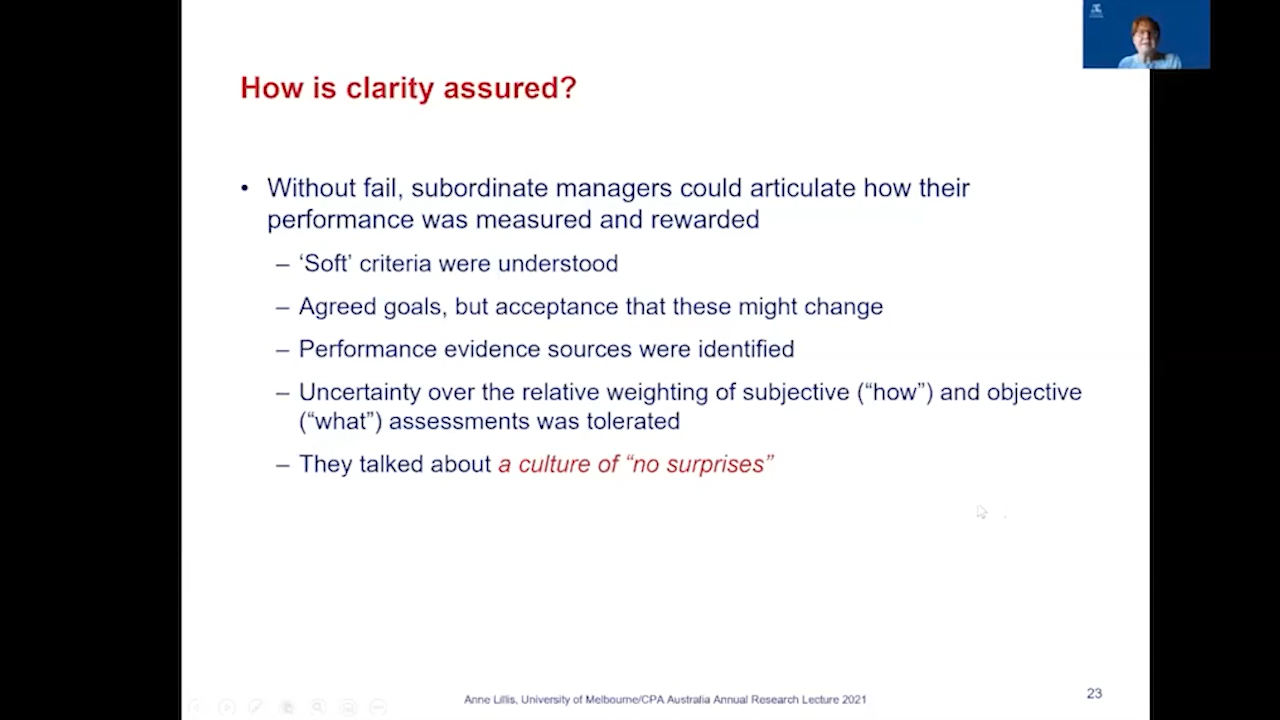 How is clarity assured?
• Without fail, subordinate managers could articulate how their
performance was measured and rewarded
– ‘Soft’ criteria were understood
– Agreed goals, but acceptance that these might change
– Performance evidence sources were identified
– Uncertainty over the relative weighting of subjective (“how”) and objective
(“what”) assessments was tolerated
– They talked about a culture of “no surprises”
Anne Lillis, University of Melbourne/CPA Australia Annual Research Lecture 2021
23